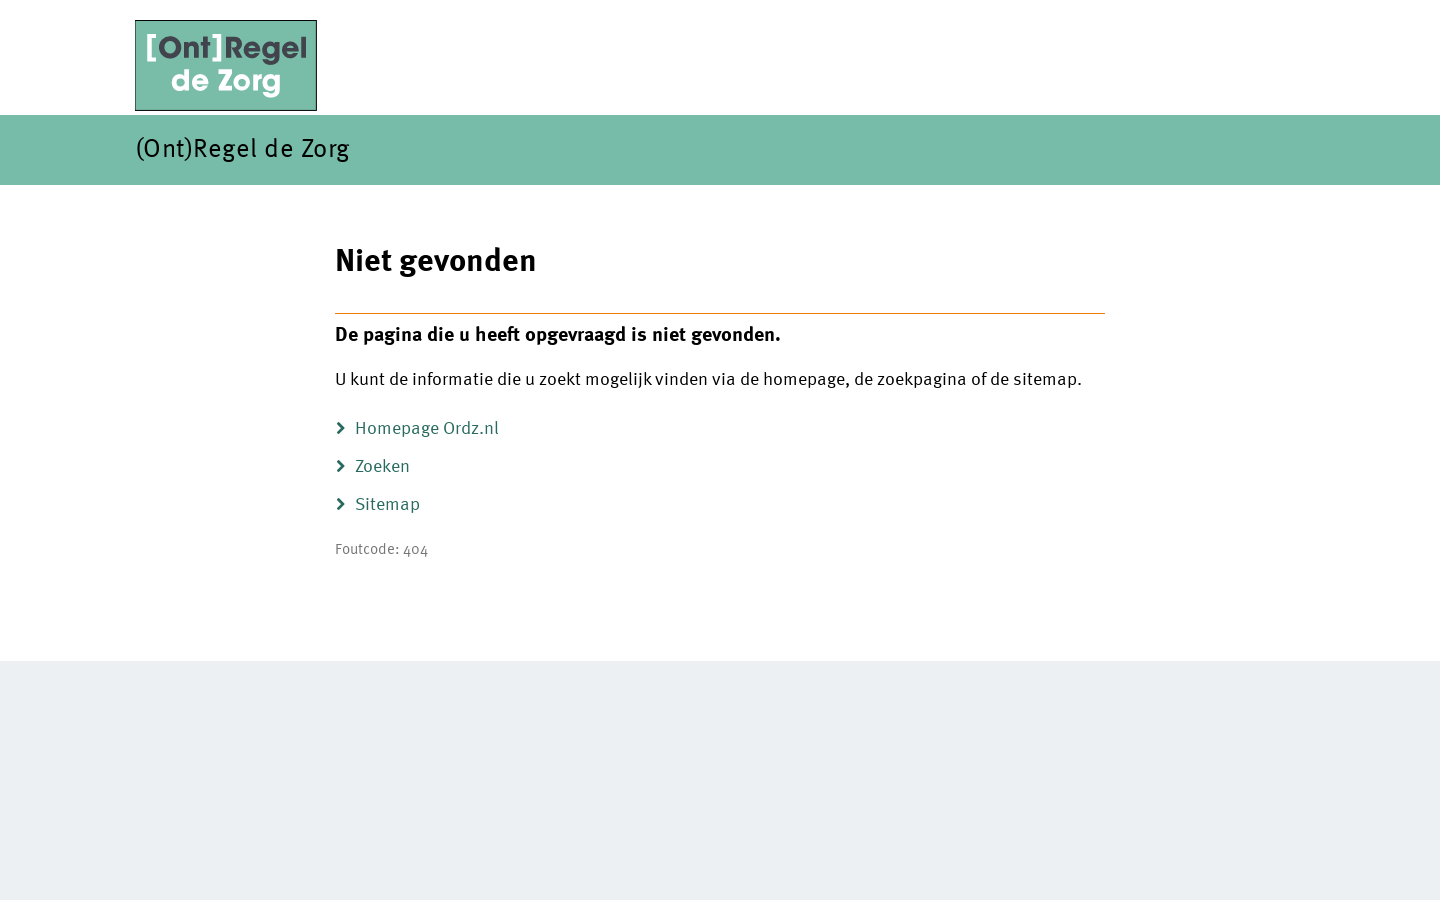 [Ont]Regel
de Zorg
(Ont)Regel de Zorg
Niet gevonden
De pagina die u heeft opgevraagd is niet gevonden.
U kunt de informatie die u zoekt mogelijk vinden via de homepage, de zoekpagina of de sitemap.
Homepage Ordz.nl
Zoeken
Sitemap
Foutcode: 404